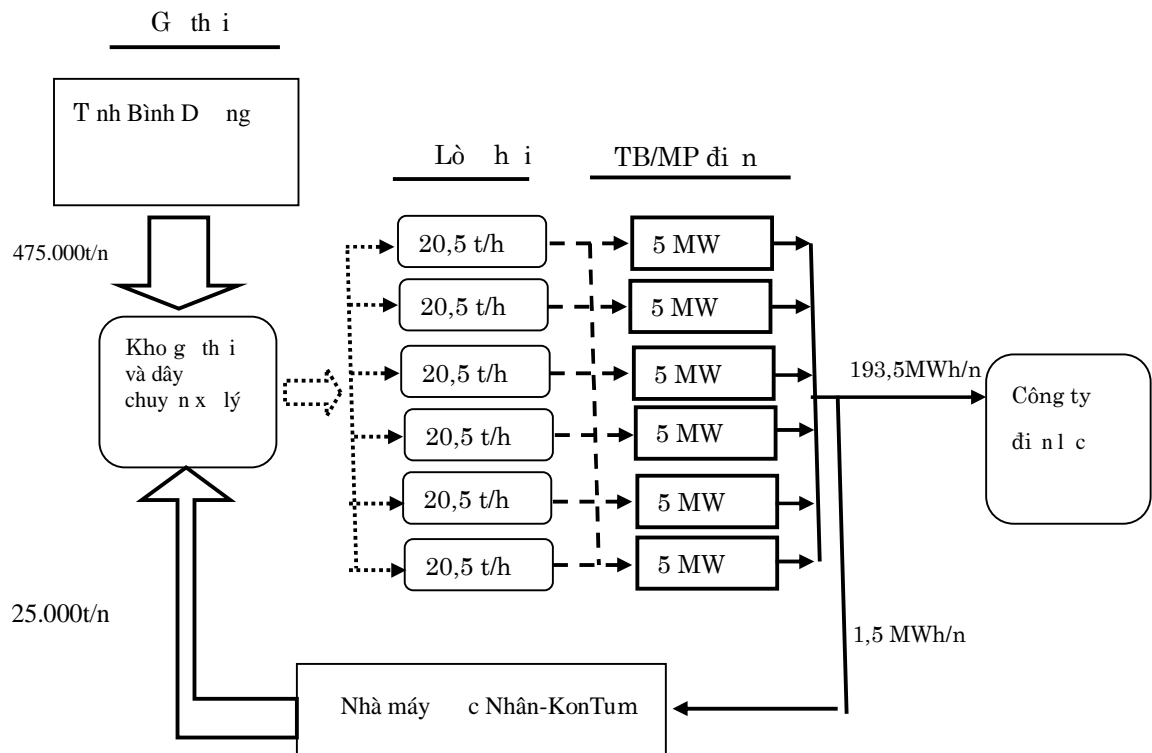 G thi
T nh Bình D ng
Lò h i
TB/MP đi n
475.000t/n
20,5 t/h
5 MW
20,5 t/h
5 MW
Kho g th i
và dây
chuy n x lý
20,5 t/h
5 MW
193,5MWh/n
Công ty
đi n l c
20,5 t/h
5 MW
20,5 t/h
5 MW
20,5 t/h
5 MW
25.000t/n
1,5 MWh/n
Nhà máy c Nhân-KonTum